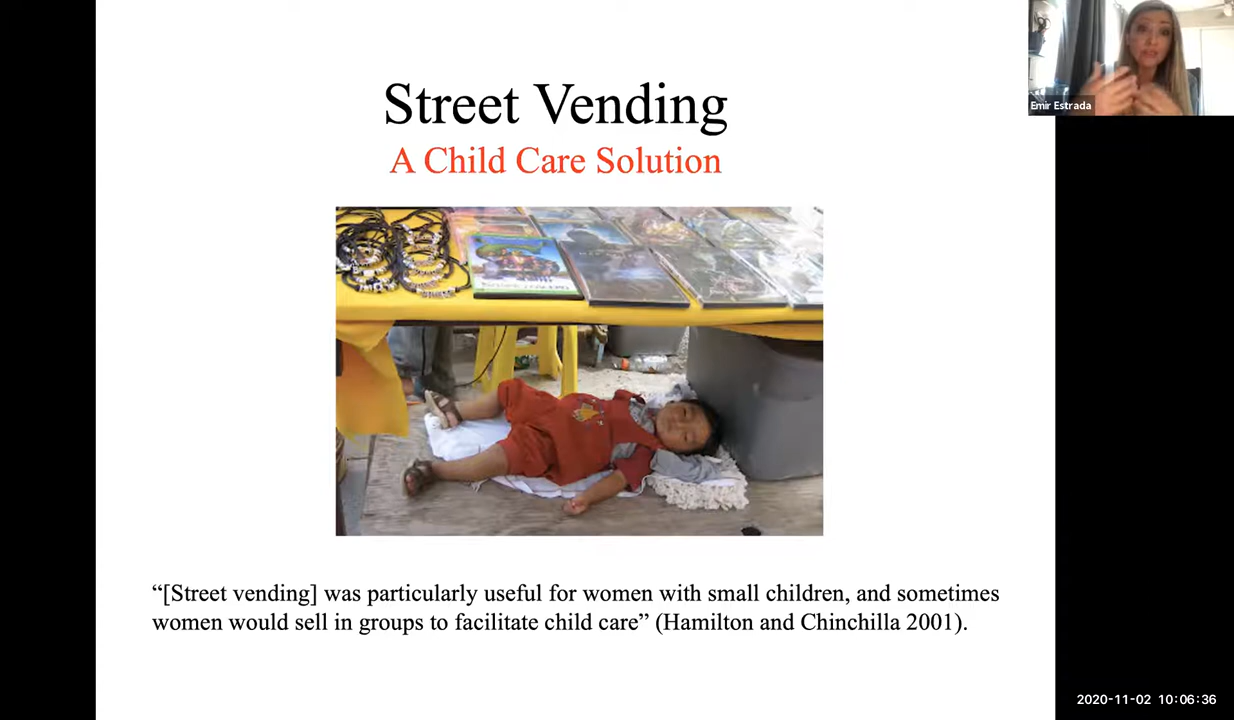 Street Vending
A Child Care Solution
Emir Estrada
“[Street vending] was particularly useful for women with small children, and sometimes
women would sell in groups to facilitate child care” (Hamilton and Chinchilla 2001).
2020-11-02 10:06:36